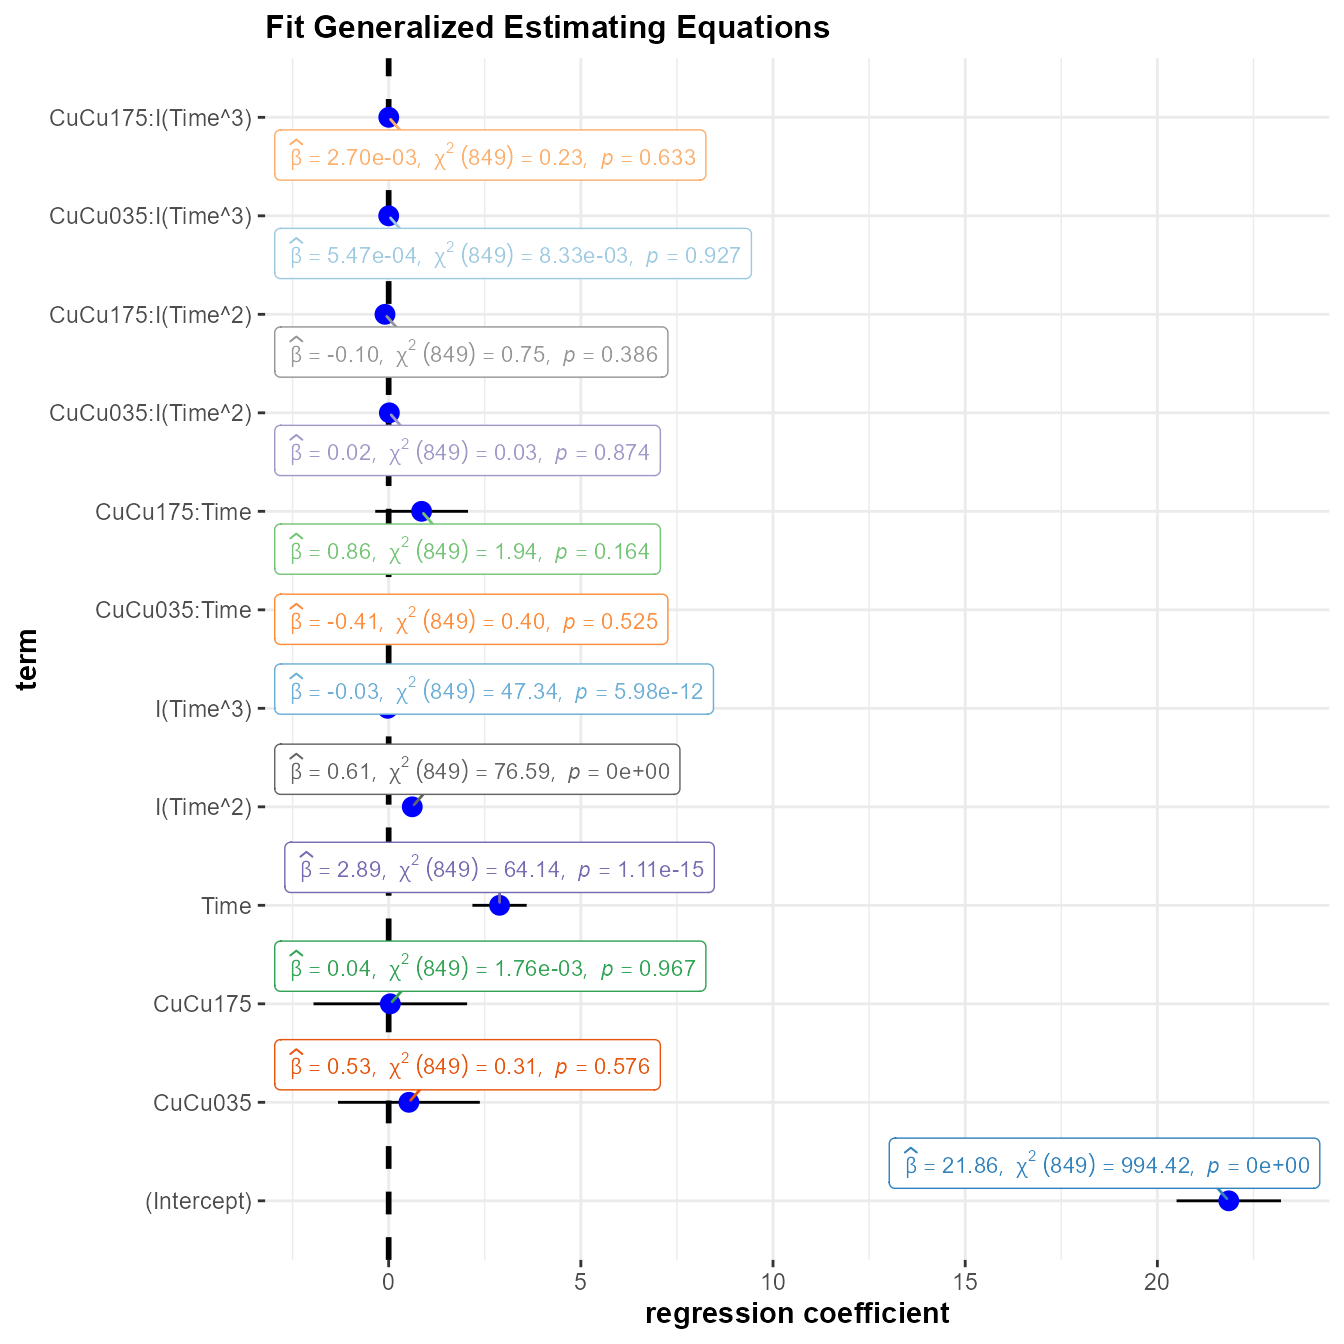 Fit Generalized Estimating Equations
CuCu175:I(Time^3)
β̂ = 2.70e-03, χ² (849) = 0.23, p = 0.633
CuCu035:I(Time^3)
β̂ = 5.47e-04, χ² (849) = 8.33e-03, p = 0.927
CuCu175:I(Time^2)
β̂ = -0.10, χ² (849) = 0.75, p = 0.386
CuCu035:I(Time^2)
β̂ = 0.02, χ² (849) = 0.03, p = 0.874
CuCu175:Time
β̂ = 0.86, χ² (849) = 1.94, p = 0.164
CuCu035:Time
β̂ = -0.41, χ² (849) = 0.40, p = 0.525
β̂ = -0.03, χ² (849) = 47.34, p = 5.98e-12
I(Time^3)
β̂ = 0.61, χ² (849) = 76.59, p = 0e+00
I(Time^2)
β̂ = 2.89, χ² (849) = 64.14, p = 1.11e-15
Time
β̂ = 0.04, χ² (849) = 1.76e-03, p = 0.967
CuCu175
β̂ = 0.53, χ² (849) = 0.31, p = 0.576
CuCu035
β̂ = 21.86, χ² (849) = 994.42, p = 0e+00
(Intercept)
term
0 5 10 15 20
regression coefficient